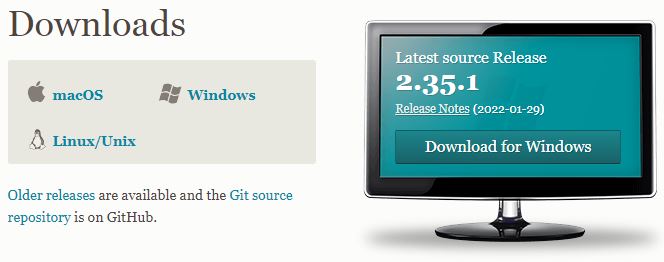 Downloads
macOS
Windows
Linux/Unix
Older releases are available and the Git source
repository is on GitHub.
Latest source Release
2.35.1
Release Notes (2022-01-29)
Download for Windows